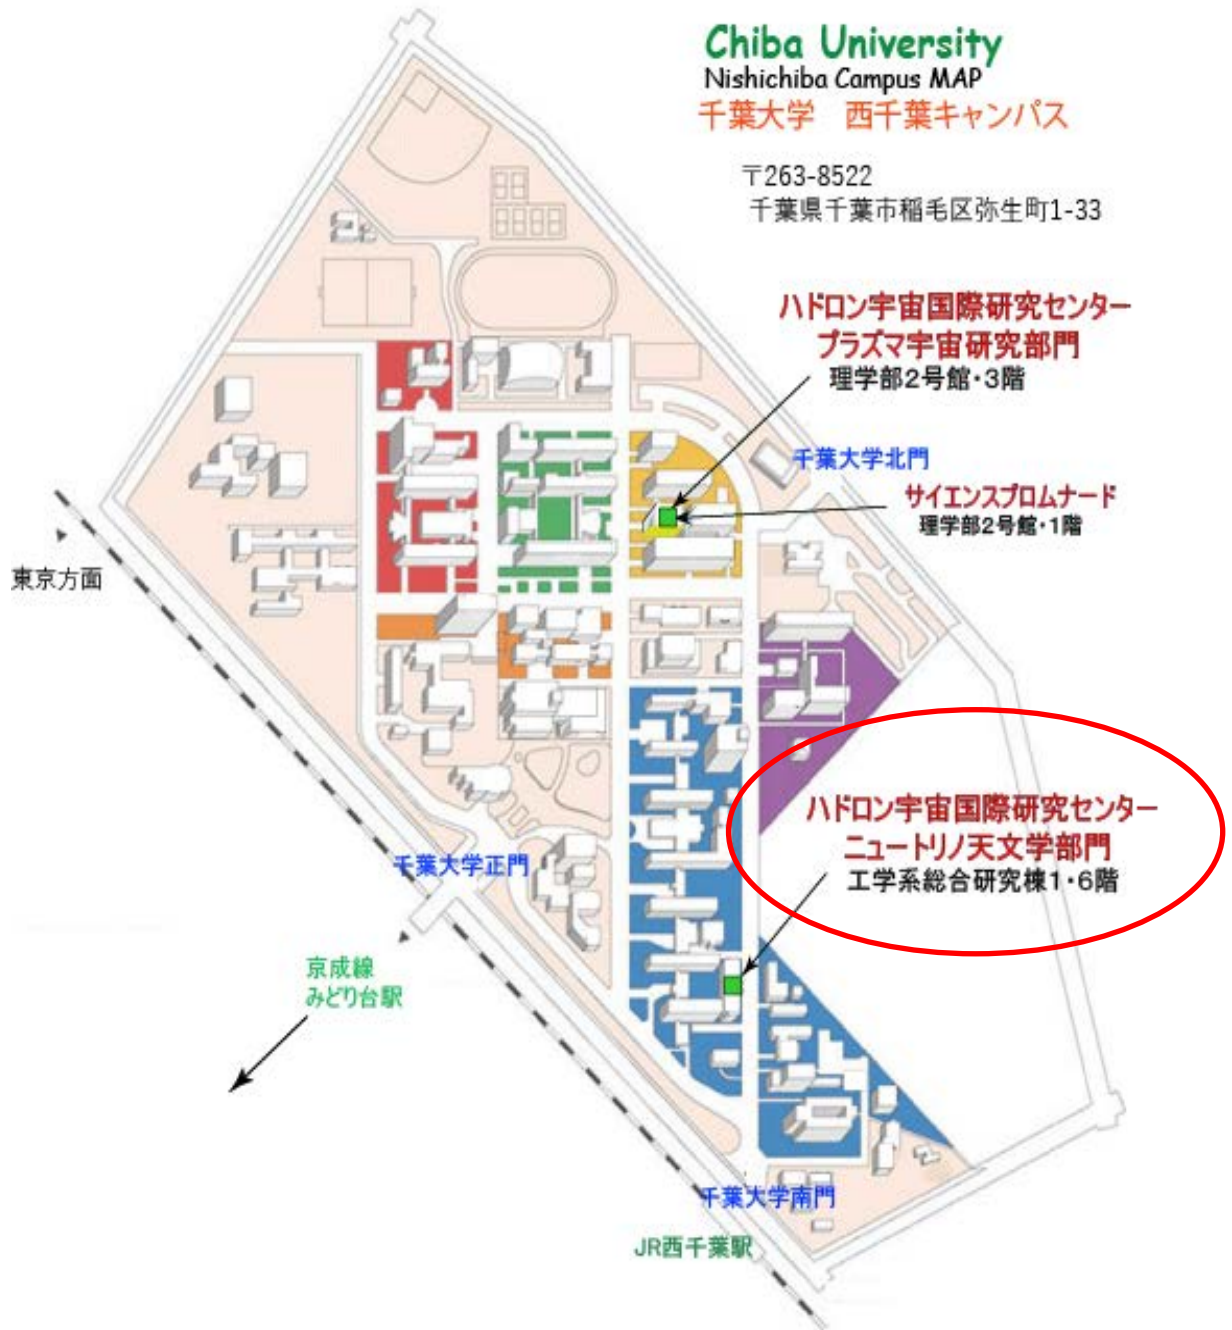 Chiba University
Nishichiba Campus MAP
千葉大学　西千葉キャンパス
〒263-8522
千葉県千葉市稲毛区弥生町1-33
ハドロン宇宙国際研究センター
プラズマ宇宙研究部門
理学部2号館・3階
千葉大学北門
サイエンスプロムナード
理学部2号館・1階
東京方面
ハドロン宇宙国際研究センター
ニュートリノ天文学部門
工学系総合研究棟1・6階
千葉大学正門
京成線
みどり台駅
千葉大学南門
JR西千葉駅